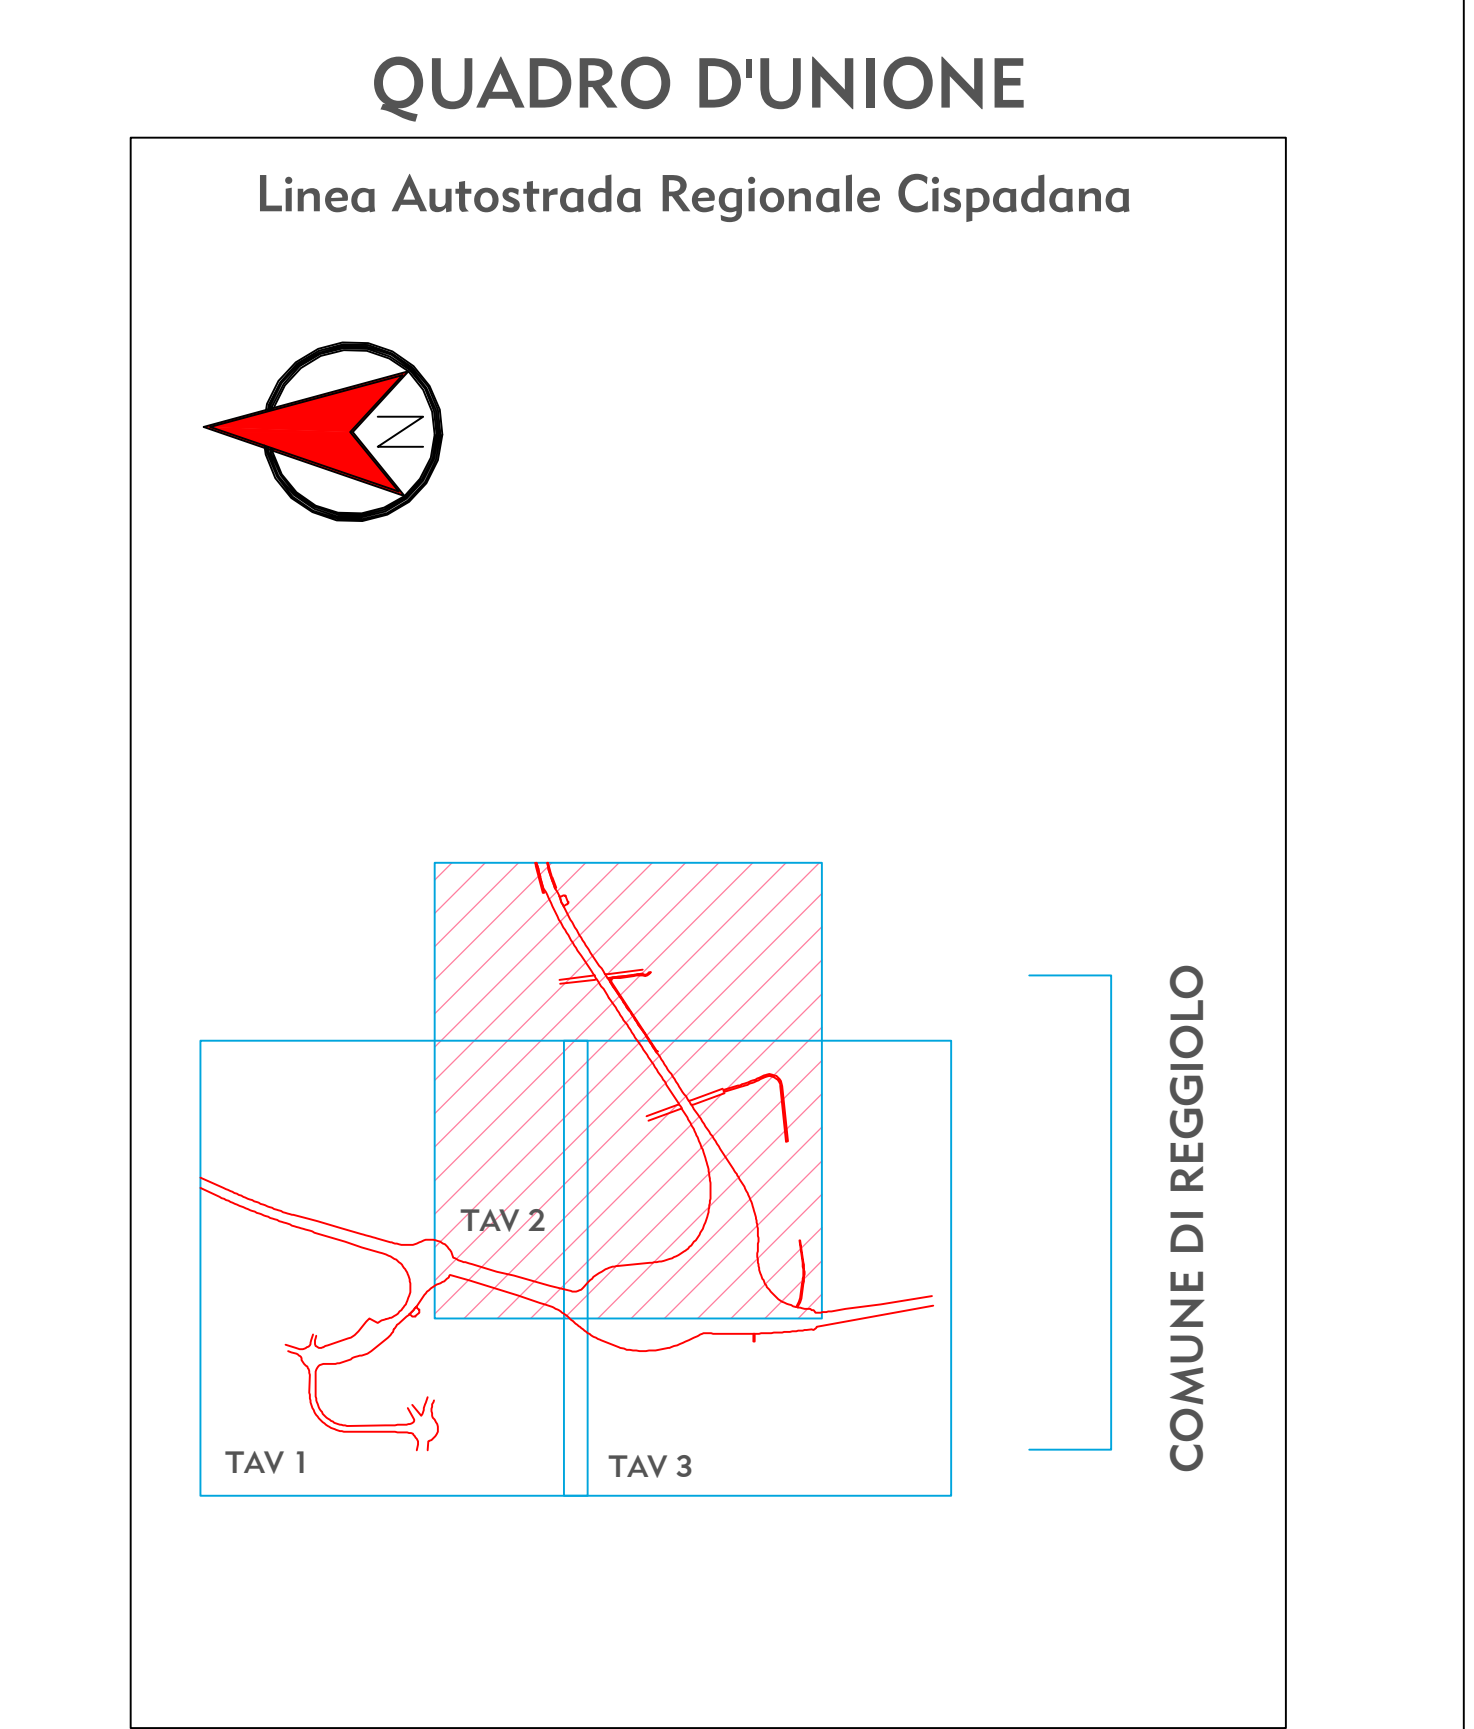 QUADRO D'UNIONE
Linea Autostrada Regionale Cispadana
N
TAV 2
TAV 1
TAV 3
COMUNE DI REGGIOLO